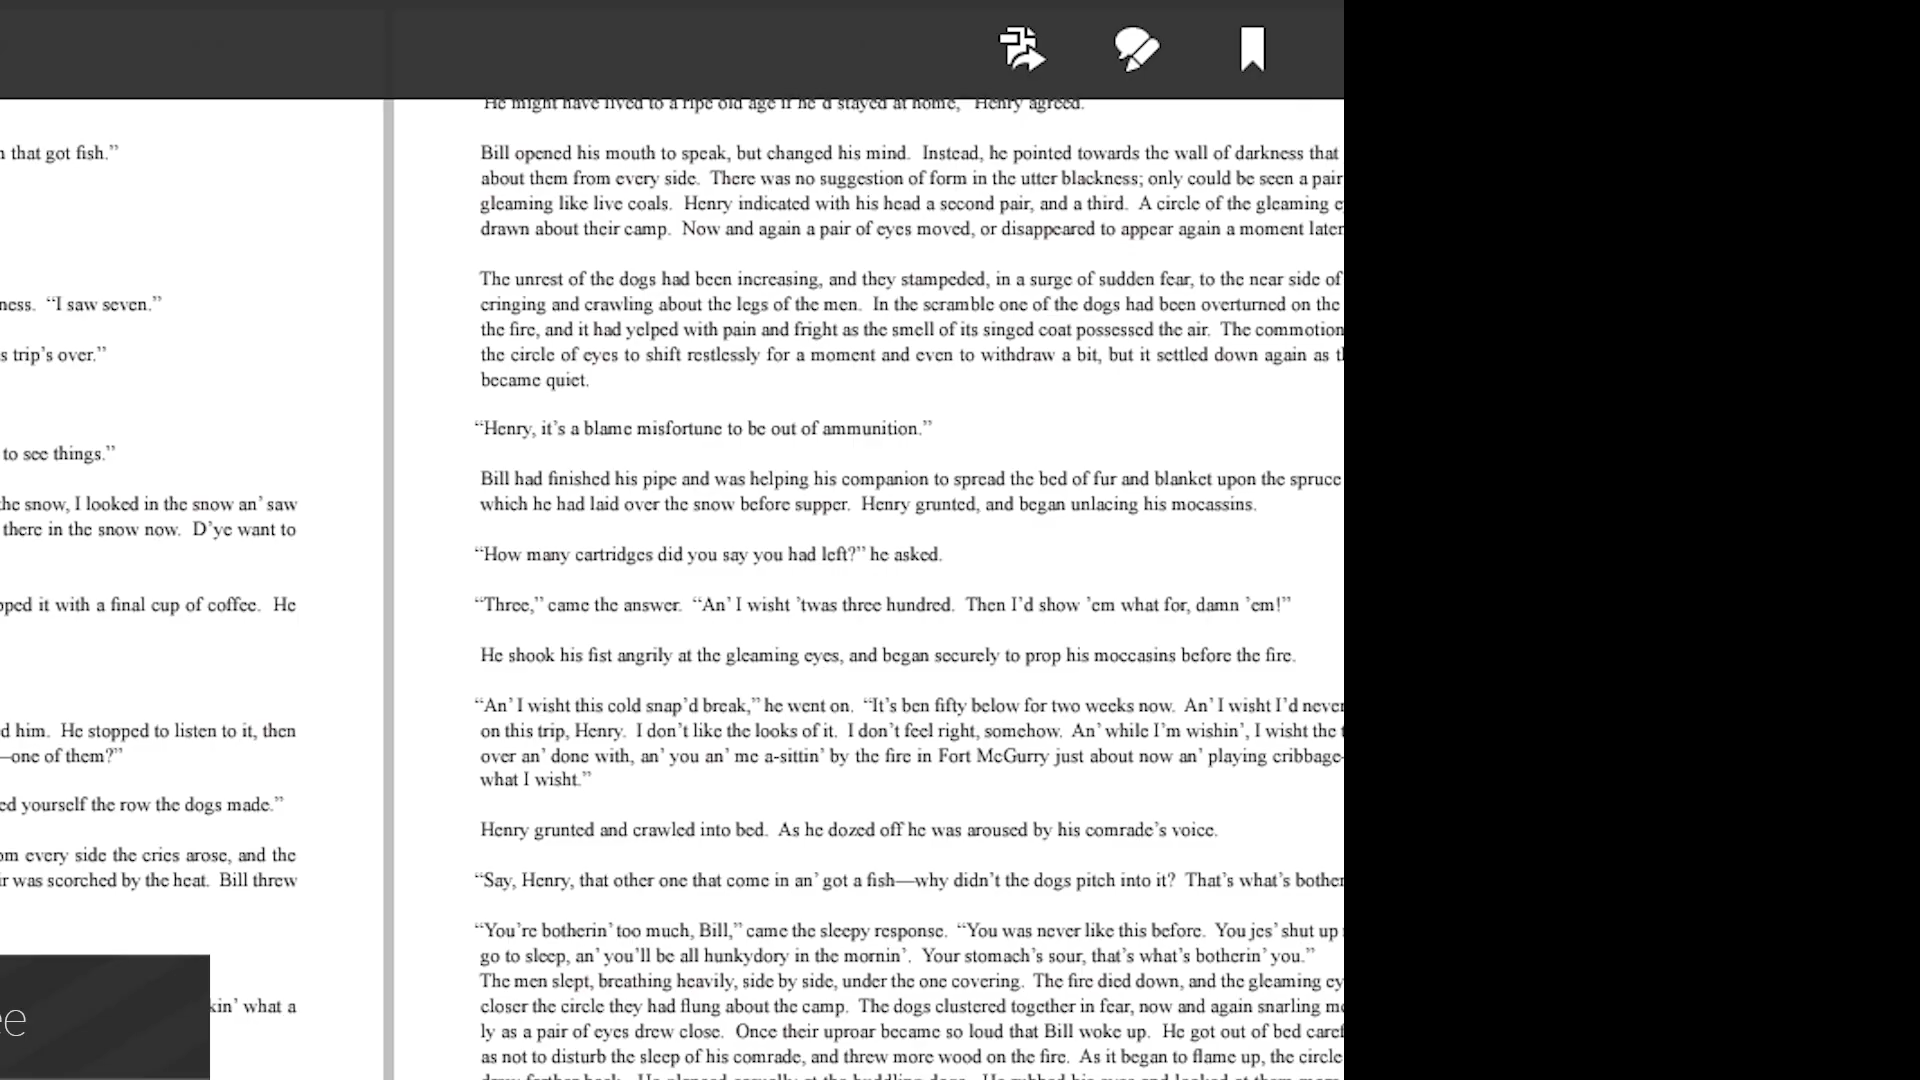 n that got fish.”
ness. “I saw seven.”
s trip’s over.”
to see things.”
the snow, I looked in the snow an’ saw
there in the snow now. D’ye want to
pped it with a final cup of coffee. He
d him. He stopped to listen to it, then
—one of them?”
ed yourself the row the dogs made.”
om every side the cries arose, and the
ir was scorched by the heat. Bill threw
kin’ what a
ee
He might have lived to a ripe old age if he’d stayed at home,” Henry agreed.
Bill opened his mouth to speak, but changed his mind. Instead, he pointed towards the wall of darkness that
about them from every side. There was no suggestion of form in the utter blackness; only could be seen a pair
gleaming like live coals. Henry indicated with his head a second pair, and a third. A circle of the gleaming e
drawn about their camp. Now and again a pair of eyes moved, or disappeared to appear again a moment later
The unrest of the dogs had been increasing, and they stampeded, in a surge of sudden fear, to the near side of
cringing and crawling about the legs of the men. In the scramble one of the dogs had been overturned on the
the fire, and it had yelped with pain and fright as the smell of its singed coat possessed the air. The commotion
the circle of eyes to shift restlessly for a moment and even to withdraw a bit, but it settled down again as t
became quiet.
“Henry, it’s a blame misfortune to be out of ammunition.”
Bill had finished his pipe and was helping his companion to spread the bed of fur and blanket upon the spruce
which he had laid over the snow before supper. Henry grunted, and began unlacing his mocassins.
“How many cartridges did you say you had left?” he asked.
“Three,” came the answer. “An’ I wisht ’twas three hundred. Then I’d show ’em what for, damn ’em!”
He shook his fist angrily at the gleaming eyes, and began securely to prop his moccasins before the fire.
“An’ I wisht this cold snap’d break,” he went on. “It’s ben fifty below for two weeks now. An’ I wisht I’d never
on this trip, Henry. I don’t like the looks of it. I don’t feel right, somehow. An’ while I’m wishin’, I wisht the t
over an’ done with, an’ you an’ me a-sittin’ by the fire in Fort McGurry just about now an’ playing cribbage
what I wisht.”
Henry grunted and crawled into bed. As he dozed off he was aroused by his comrade’s voice.
“Say, Henry, that other one that come in an’ got a fish—why didn’t the dogs pitch into it? That’s what’s bother
“You’re botherin’ too much, Bill,” came the sleepy response. “You was never like this before. You jes’ shut up
go to sleep, an’ you’ll be all hunkydory in the mornin’. Your stomach’s sour, that’s what’s botherin’ you.”
The men slept, breathing heavily, side by side, under the one covering. The fire died down, and the gleaming ey
closer the circle they had flung about the camp. The dogs clustered together in fear, now and again snarling me
ly as a pair of eyes drew close. Once their uproar became so loud that Bill woke up. He got out of bed caref
as not to disturb the sleep of his comrade, and threw more wood on the fire. As it began to flame up, the circle